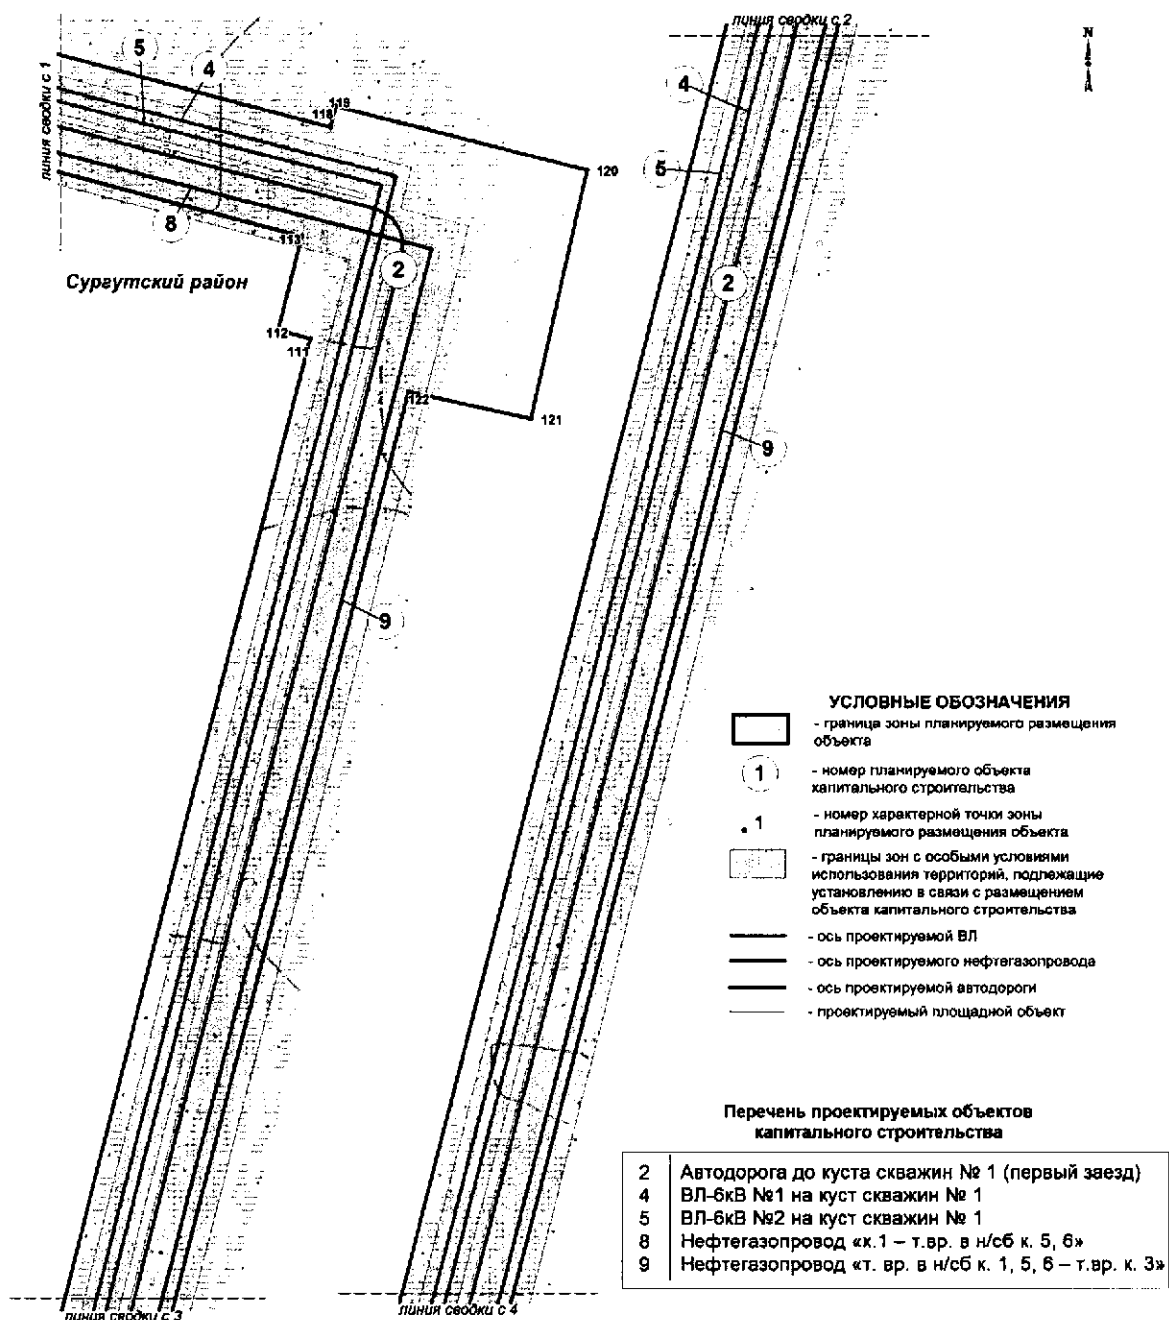 линия сводки с 2
N
5
4
4
119
118
линия сводки с 1
120
5
8
113
2
Сургутский район
2
112
111
122
121
9
9
УСЛОВНЫЕ ОБОЗНАЧЕНИЯ
- граница зоны планируемого размещения
объекта
1
- номер планируемого объекта
капитального строительства
. 1
- номер характерной точки зоны
планируемого размещения объекта
- границы зон с особыми условиями
использования территорий, подлежащие
установлению в связи с размещением
объекта капитального строительства
- ось проектируемой ВЛ
- ось проектируемого нефтегазопровода
- ось проектируемой автодороги
- проектируемый площадной объект
Перечень проектируемых объектов
капитального строительства
2 Автодорога до куста скважин № 1 (первый заезд)
4 ВЛ-6кВ №1 на куст скважин № 1
5 ВЛ-6кВ №2 на куст скважин № 1
8 Нефтегазопровод «к.1 – т.вр. в н/сб к. 5, 6»
9 Нефтегазопровод «т. вр. в н/сб к. 1, 5, 6 – т.вр. к. 3»
линия сводки с 3
линия сводки с 4